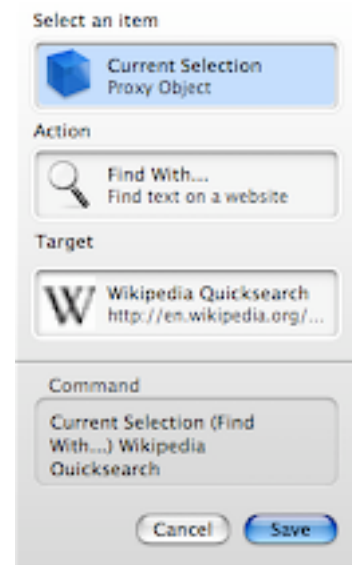 Select an item
Current Selection
Proxy Object
Action
Find With...
Find text on a website
Target
Wikipedia Quicksearch
http://en.wikipedia.org/...
Command
Current Selection (Find
With...) Wikipedia
Quicksearch
Cancel Save